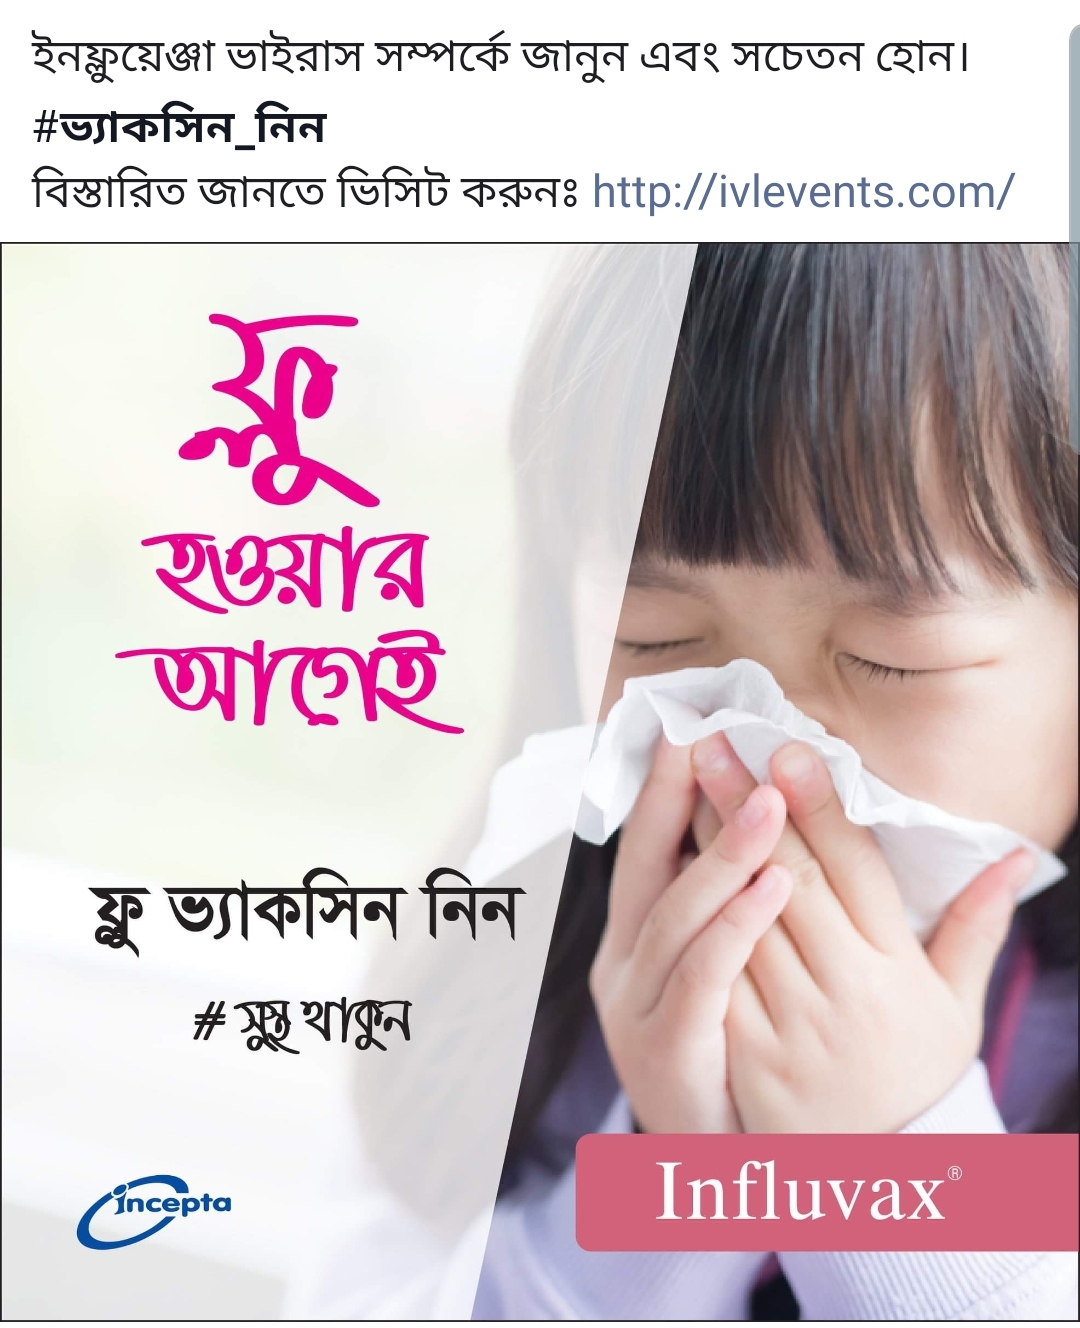 ইনফ্লুয়েঞ্জা ভাইরাস সম্পর্কে জানুন এবং সচেতন হোন।
#ভ্যাকসিন_নিন
বিস্তারিত জানতে ভিসিট করুনঃ http://ivlevents.com/
ফ্লু
হওয়ার
আগেই
ফ্লু ভ্যাকসিন নিন
# সুস্থ থাকুন
incepta
Influvax®